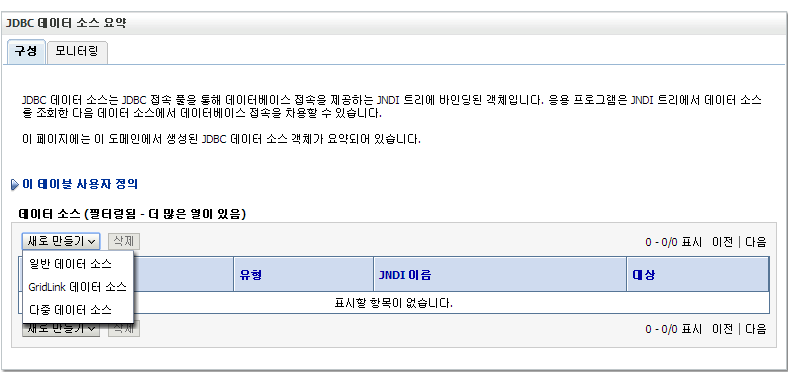 JDBC 데이터 소스 요약
구성 모니터링
JDBC 데이터 소스는 JDBC 접속 풀을 통해 데이터베이스 접속을 제공하는 JNDI 트리에 바인딩된 객체입니다. 응용 프로그램은 JNDI 트리에서 데이터 소스
를 조회한 다음 데이터 소스에서 데이터베이스 접속을 차용할 수 있습니다.
이 페이지에는 이 도메인에서 생성된 JDBC 데이터 소스 객체가 요약되어 있습니다.
이 테이블 사용자 정의
데이터 소스 (필터링됨 - 더 많은 열이 있음)
새로 만들기 삭제 0 - 0/0 표시 이전 | 다음
일반 데이터 소스
유형 JNDI 이름 대상
GridLink 데이터 소스
표시할 항목이 없습니다.
다중 데이터 소스
새로 만들기 삭제 0 - 0/0 표시 이전 | 다음